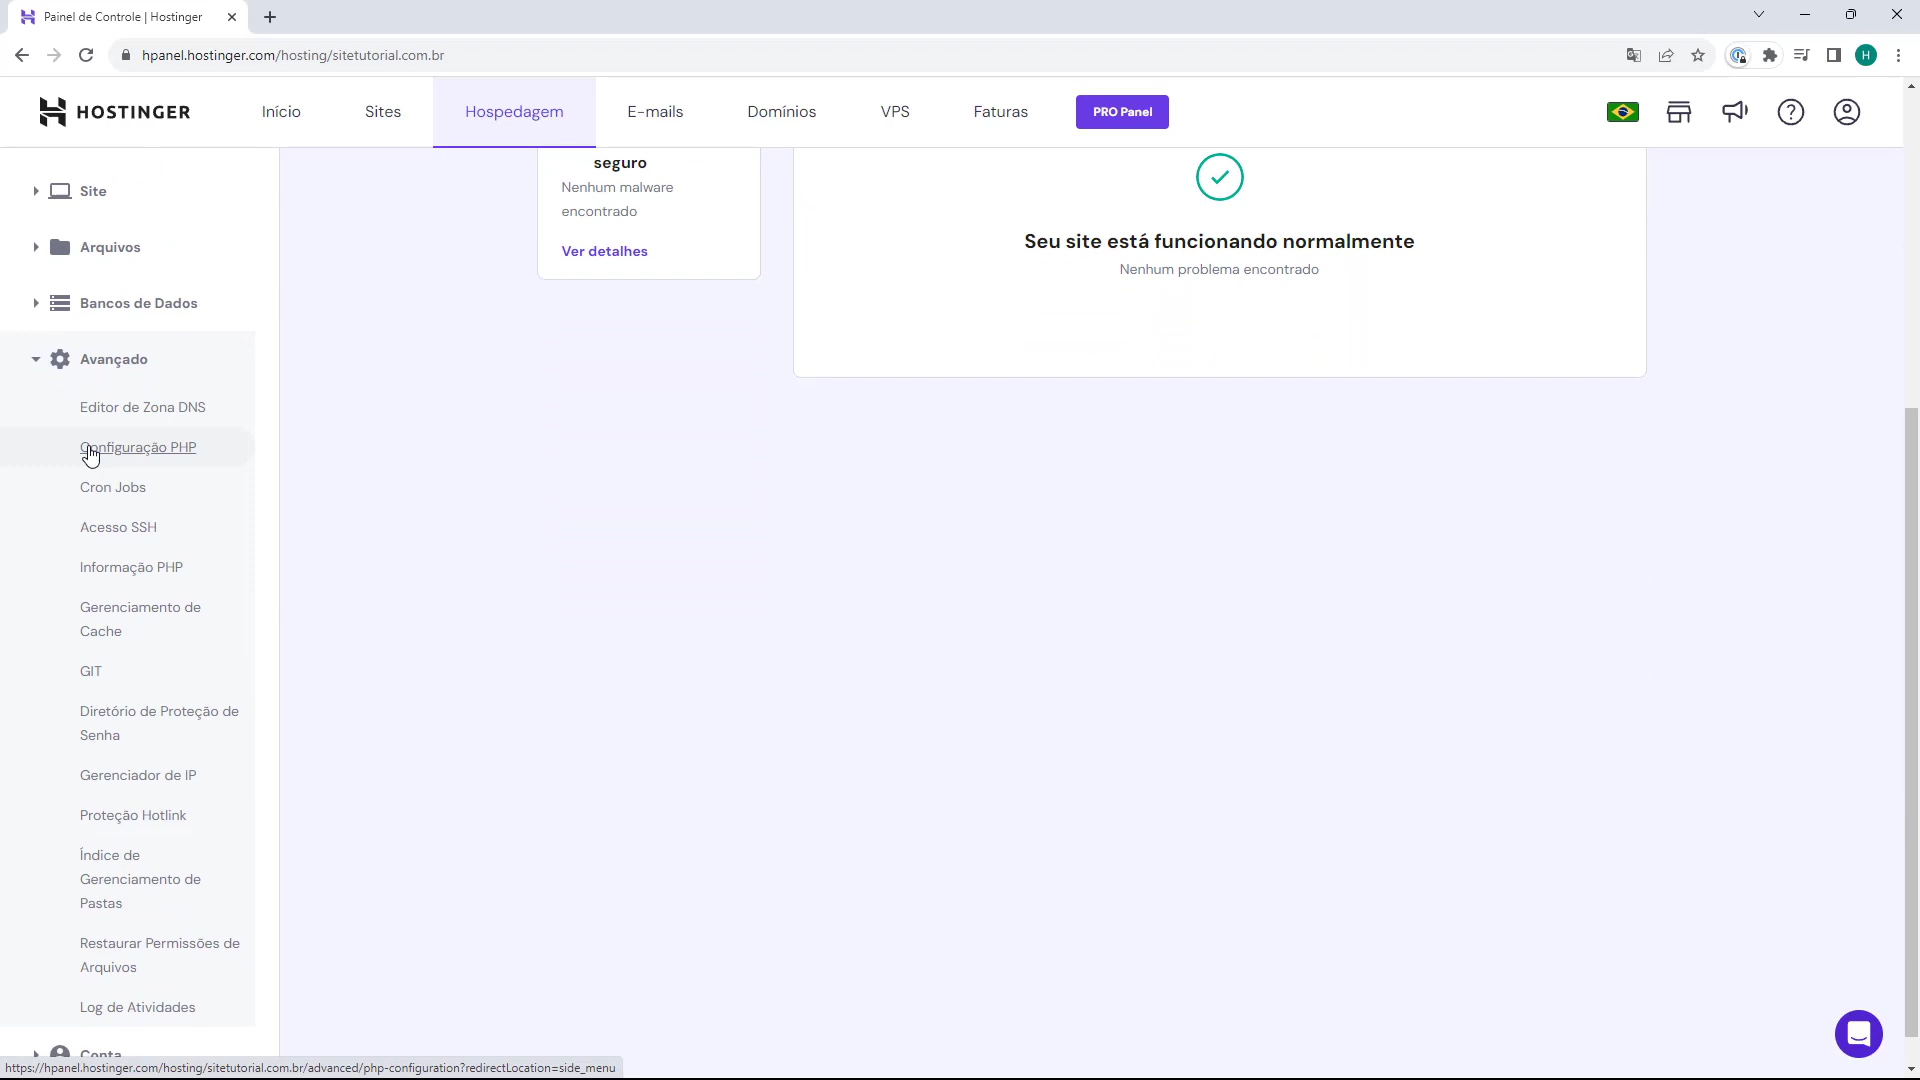 Painel de Controle | Hostinger
hpanel.hostinger.com/hosting/sitetutorial.com.br
H
HOSTINGER
Início
Sites
Hospedagem
E-mails
Domínios
VPS
Faturas
PRO Panel
Site
Arquivos
Bancos de Dados
Avançado
Editor de Zona DNS
Configuração PHP
Cron Jobs
Acesso SSH
Informação PHP
Gerenciamento de
Cache
GIT
Diretório de Proteção de
Senha
Gerenciador de IP
Proteção Hotlink
Índice de
Gerenciamento de
Pastas
Restaurar Permissões de
Arquivos
Log de Atividades
Conta
seguro
Nenhum malware
encontrado
Ver detalhes
Seu site está funcionando normalmente
Nenhum problema encontrado
https://hpanel.hostinger.com/hosting/sitetutorial.com.br/advanced/php-configuration?redirectLocation=side_menu